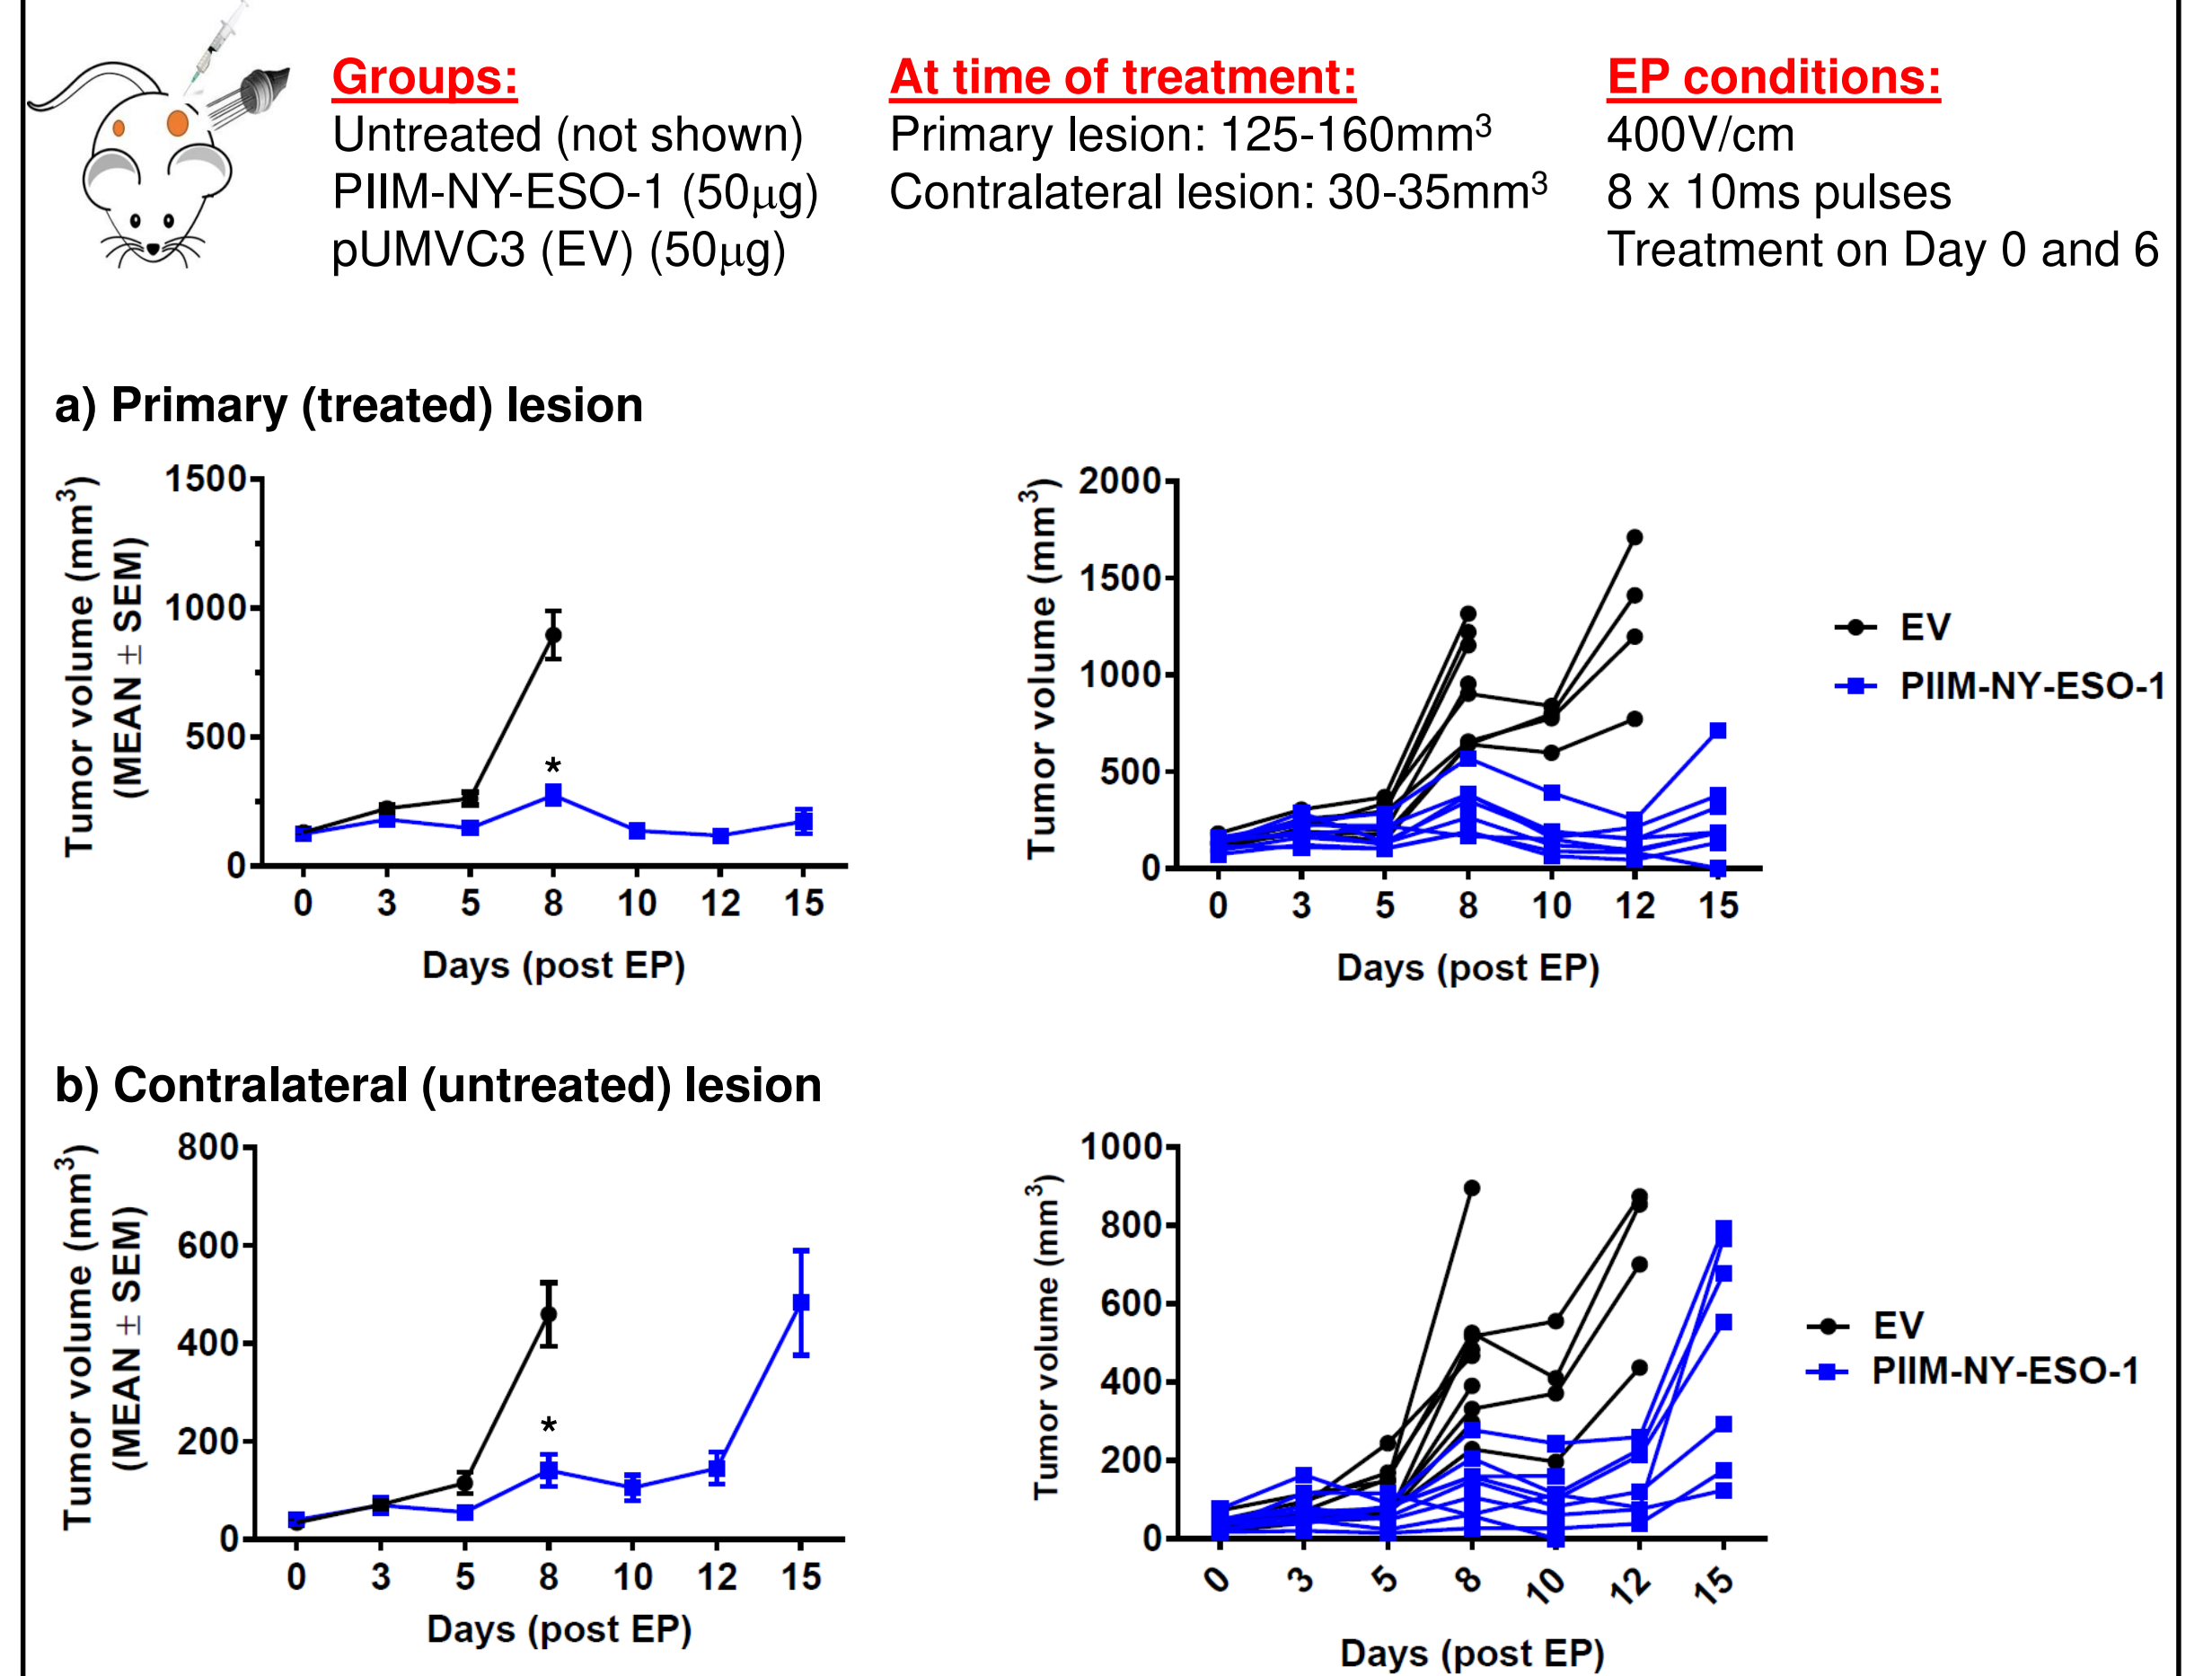 Groups:
Untreated (not shown)
PIIM-NY-ESO-1 (50µg)
pUMVC3 (EV) (50µg)
At time of treatment:
Primary lesion: 125-160mm³
Contralateral lesion: 30-35mm³
EP conditions:
400V/cm
8 x 10ms pulses
Treatment on Day 0 and 6
a) Primary (treated) lesion
Tumor volume (mm³)
(MEAN ± SEM)
1500
1000
500
0
*
0 3 5 8 10 12 15
Days (post EP)
Tumor volume (mm³)
2000
1500
1000
500
0
0 3 5 8 10 12 15
Days (post EP)
EV
PIIM-NY-ESO-1
b) Contralateral (untreated) lesion
Tumor volume (mm³)
(MEAN ± SEM)
800
600
400
200
0
*
0 3 5 8 10 12 15
Days (post EP)
Tumor volume (mm³)
1000
800
600
400
200
0
0 3 5 8 10 12 15
Days (post EP)
EV
PIIM-NY-ESO-1